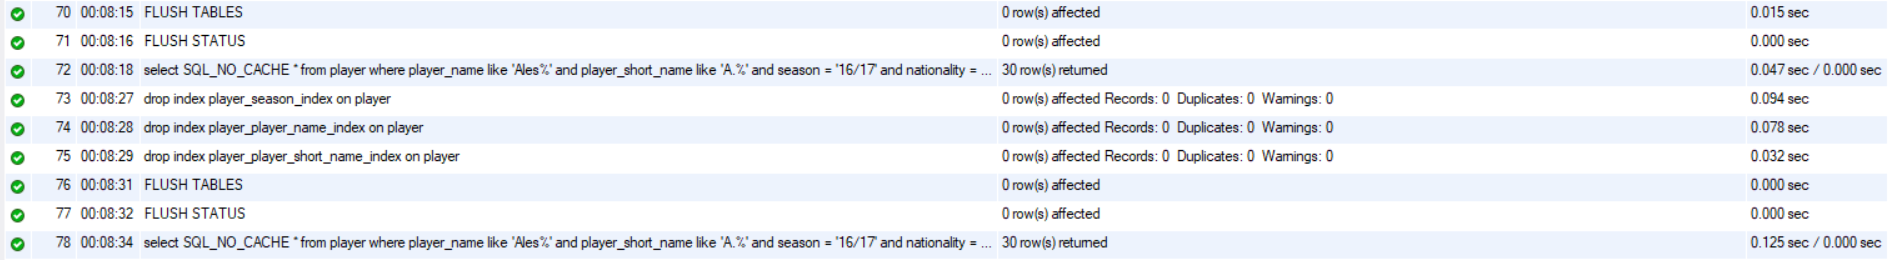 70 00:08:15 FLUSH TABLES 0 row(s) affected 0.015 sec
71 00:08:16 FLUSH STATUS 0 row(s) affected 0.000 sec
72 00:08:18 select SQL_NO_CACHE * from player where player_name like 'Ales%' and player_short_name like 'A.%' and season = '16/17' and nationality = ... 30 row(s) returned 0.047 sec / 0.000 sec
73 00:08:27 drop index player_season_index on player 0 row(s) affected Records: 0 Duplicates: 0 Warnings: 0 0.094 sec
74 00:08:28 drop index player_player_name_index on player 0 row(s) affected Records: 0 Duplicates: 0 Warnings: 0 0.078 sec
75 00:08:29 drop index player_player_short_name_index on player 0 row(s) affected Records: 0 Duplicates: 0 Warnings: 0 0.032 sec
76 00:08:31 FLUSH TABLES 0 row(s) affected 0.000 sec
77 00:08:32 FLUSH STATUS 0 row(s) affected 0.000 sec
78 00:08:34 select SQL_NO_CACHE * from player where player_name like 'Ales%' and player_short_name like 'A.%' and season = '16/17' and nationality = ... 30 row(s) returned 0.125 sec / 0.000 sec